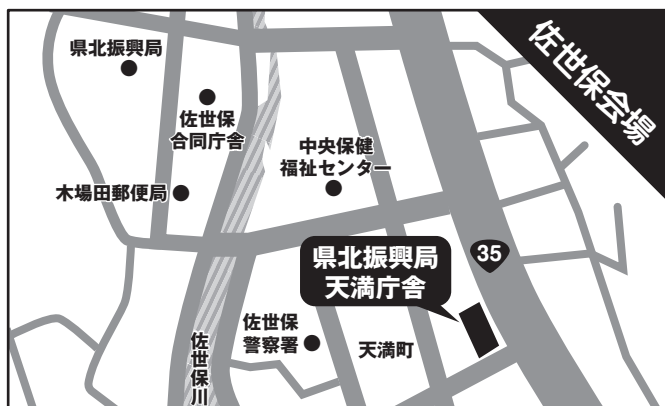 佐世保会場
県北振興局
佐世保
合同庁舎
中央保健
福祉センター
木場田郵便局
35
県北振興局
天満庁舎
佐世保
警察署
天満町
佐世保川